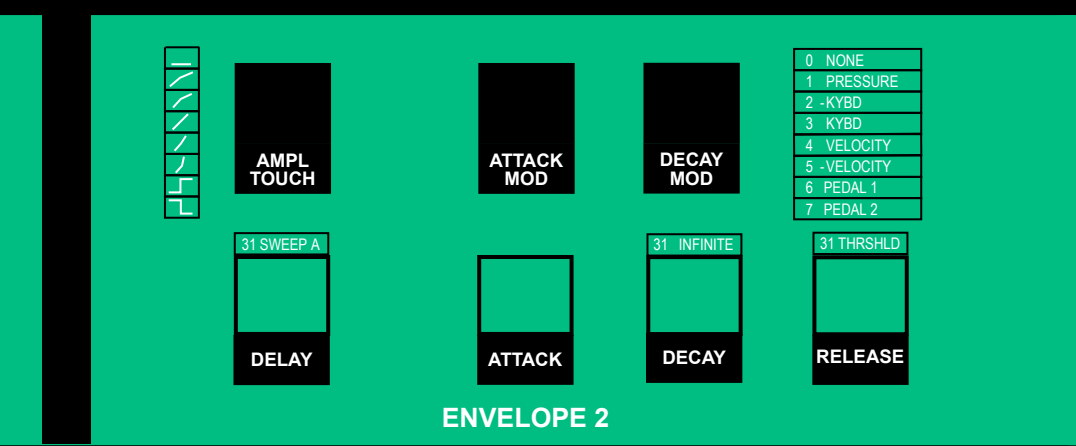 AMPL
TOUCH
ATTACK
MOD
DECAY
MOD
0 NONE
1 PRESSURE
2 -KYBD
3 KYBD
4 VELOCITY
5 -VELOCITY
6 PEDAL 1
7 PEDAL 2
31 SWEEP A
31 INFINITE
31 THRSHLD
DELAY
ATTACK
DECAY
RELEASE
ENVELOPE 2